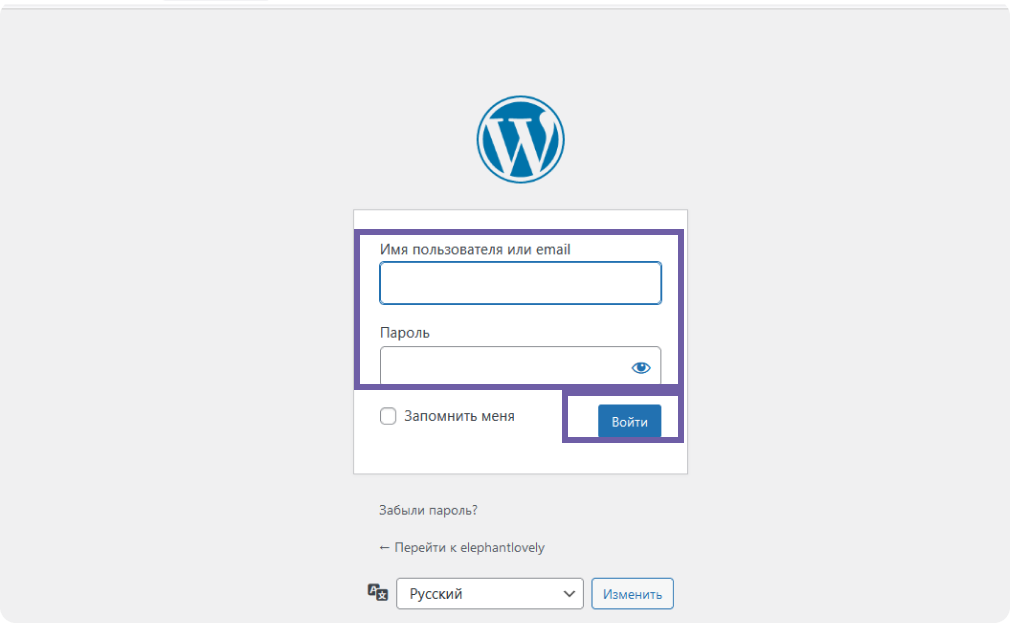 Имя пользователя или email
Пароль
Запомнить меня
Войти
Забыли пароль?
← Перейти к elephantlovely
Русский
Изменить